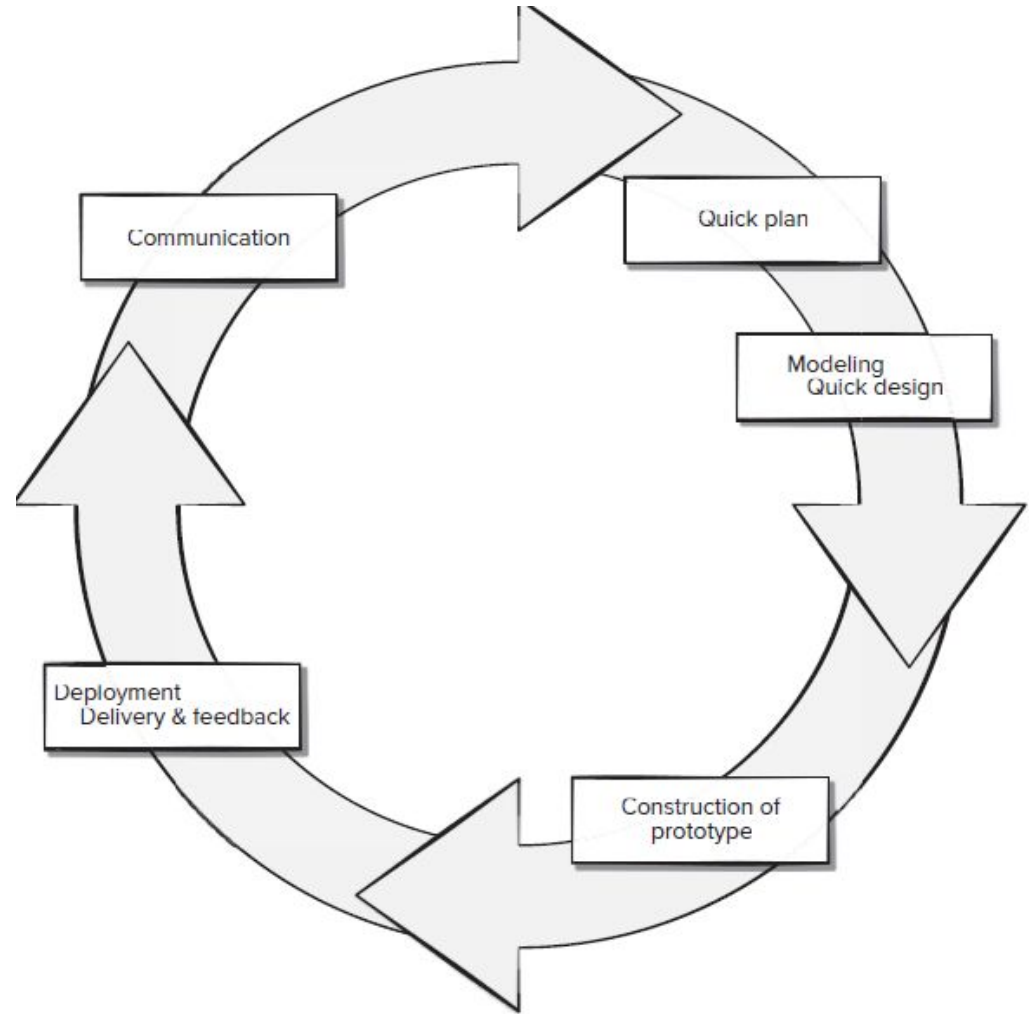 Communication
Quick plan
Modeling
Quick design
Construction of
prototype
Deployment
Delivery & feedback